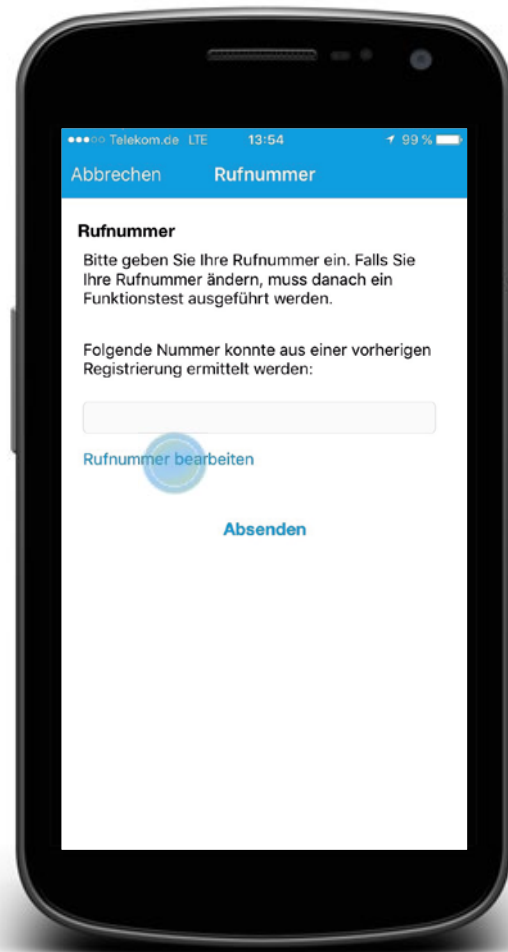 Telekom.de LTE 13:54 99 %
Abbrechen Rufnummer
Rufnummer
Bitte geben Sie Ihre Rufnummer ein. Falls Sie
Ihre Rufnummer ändern, muss danach ein
Funktionstest ausgeführt werden.
Folgende Nummer konnte aus einer vorherigen
Registrierung ermittelt werden:
Rufnummer bearbeiten
Absenden